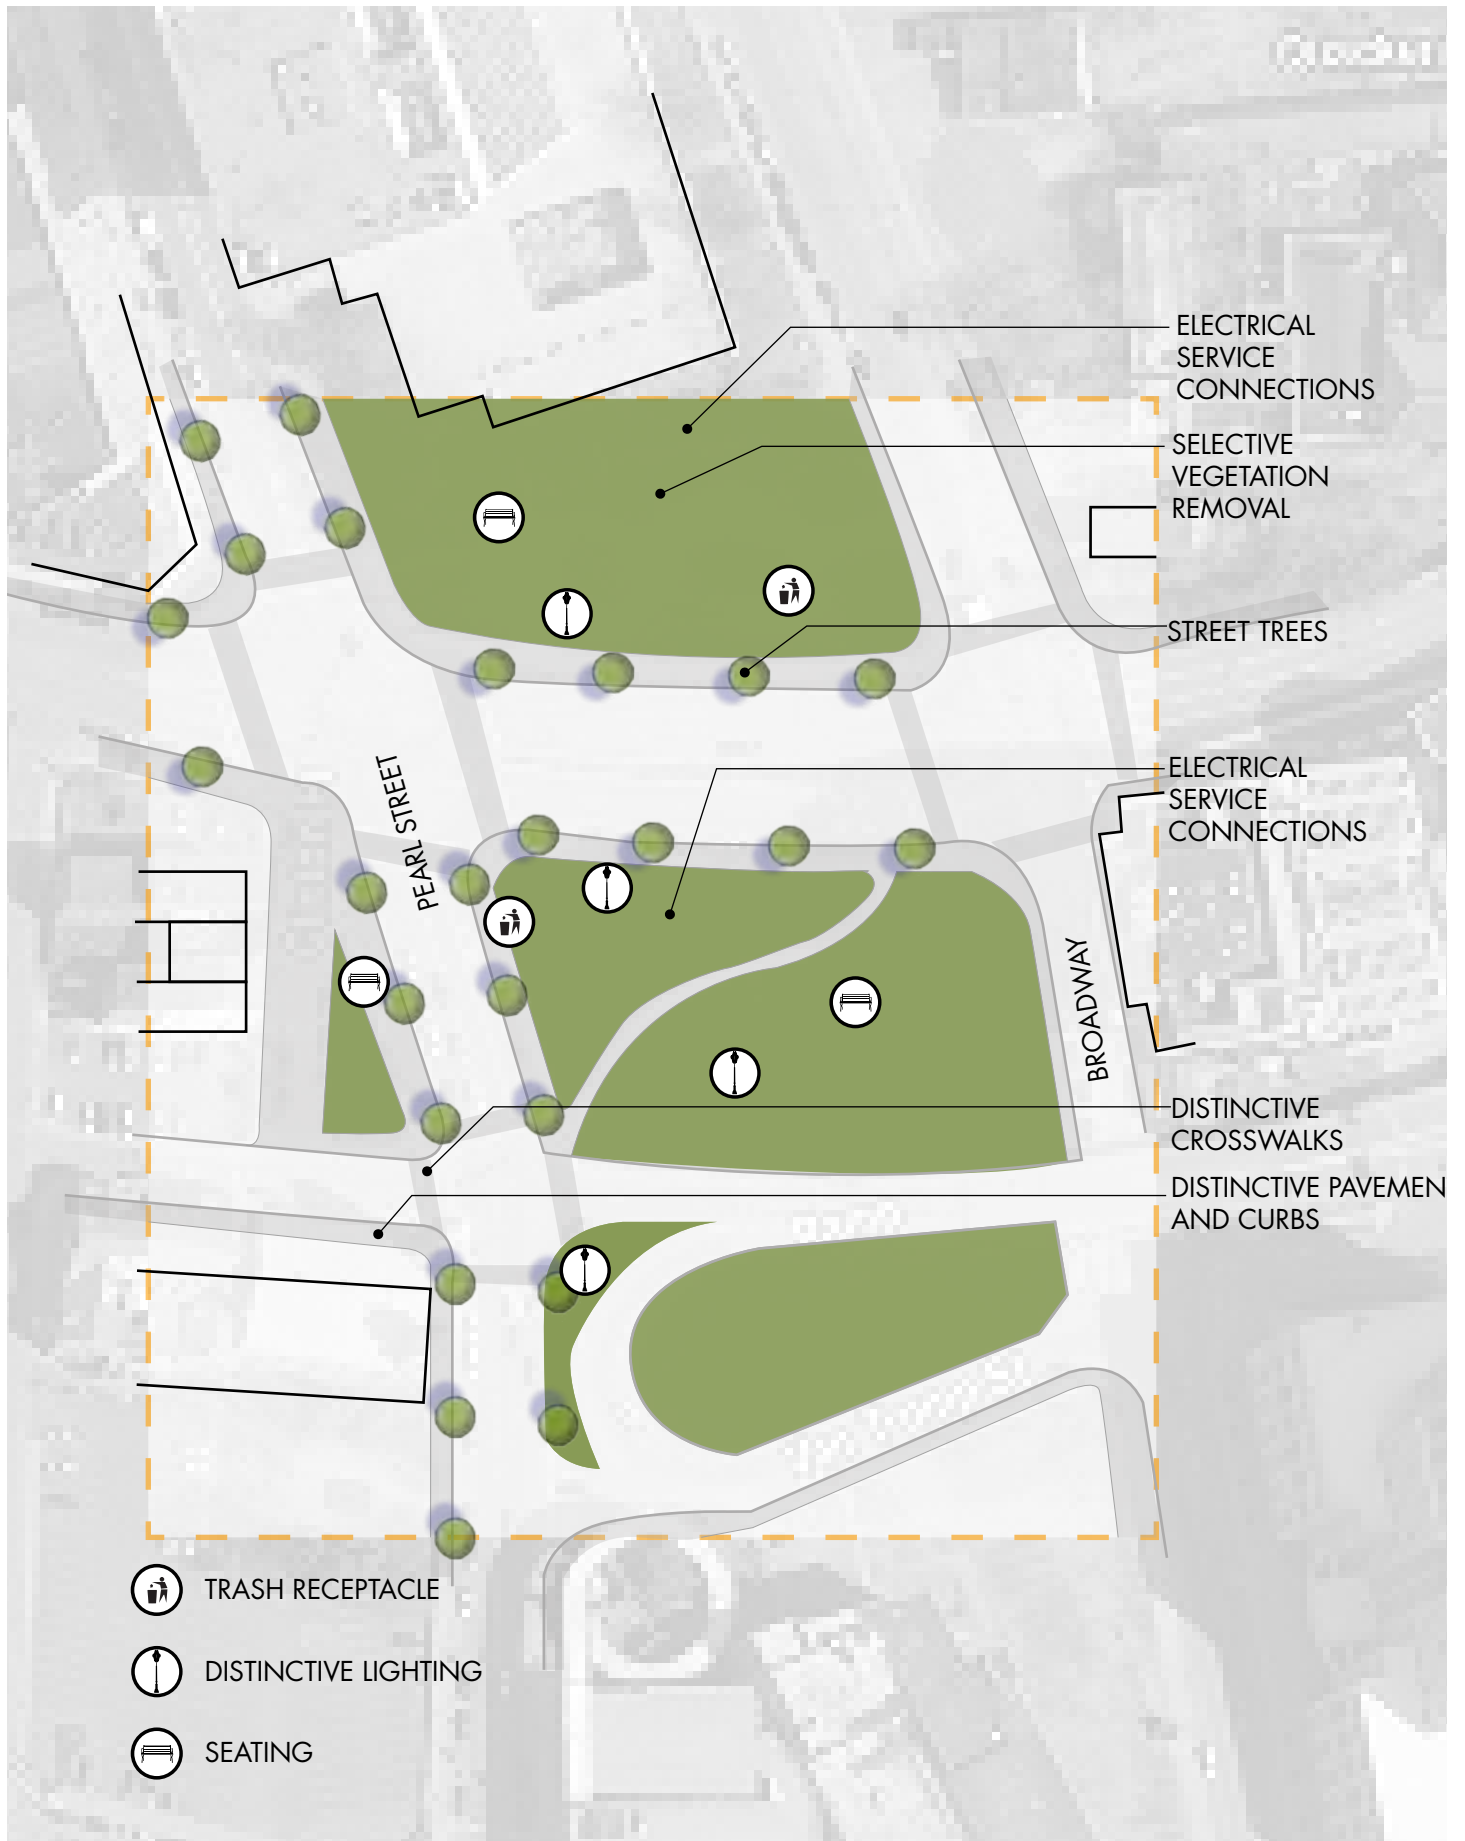 ELECTRICAL
SERVICE
CONNECTIONS
SELECTIVE
VEGETATION
REMOVAL
STREET TREES
PEARL STREET
ELECTRICAL
SERVICE
CONNECTIONS
BROADWAY
DISTINCTIVE
CROSSWALKS
DISTINCTIVE PAVEMEN
AND CURBS
TRASH RECEPTACLE
DISTINCTIVE LIGHTING
SEATING